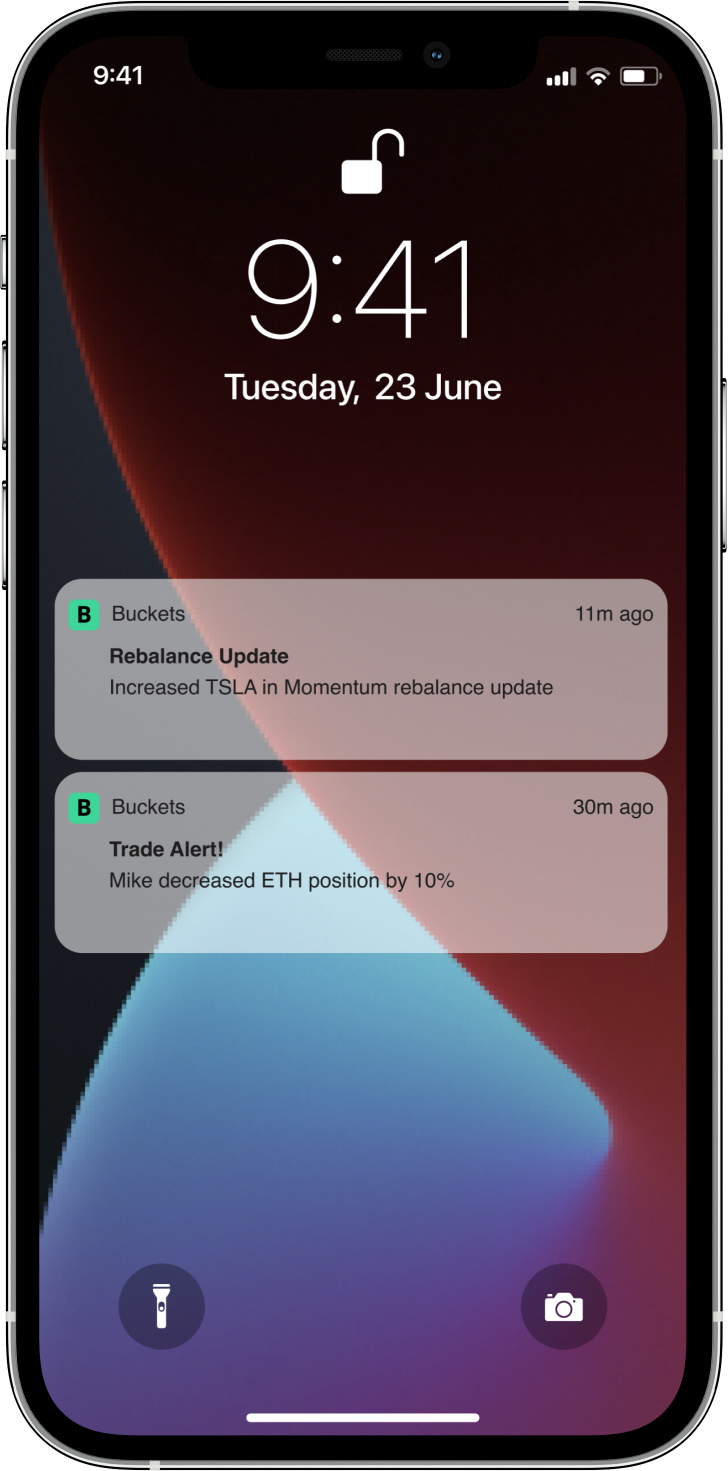 9:41
9:41
Tuesday, 23 June
B Buckets 11m ago
Rebalance Update
Increased TSLA in Momentum rebalance update
B Buckets 30m ago
Trade Alert!
Mike decreased ETH position by 10%